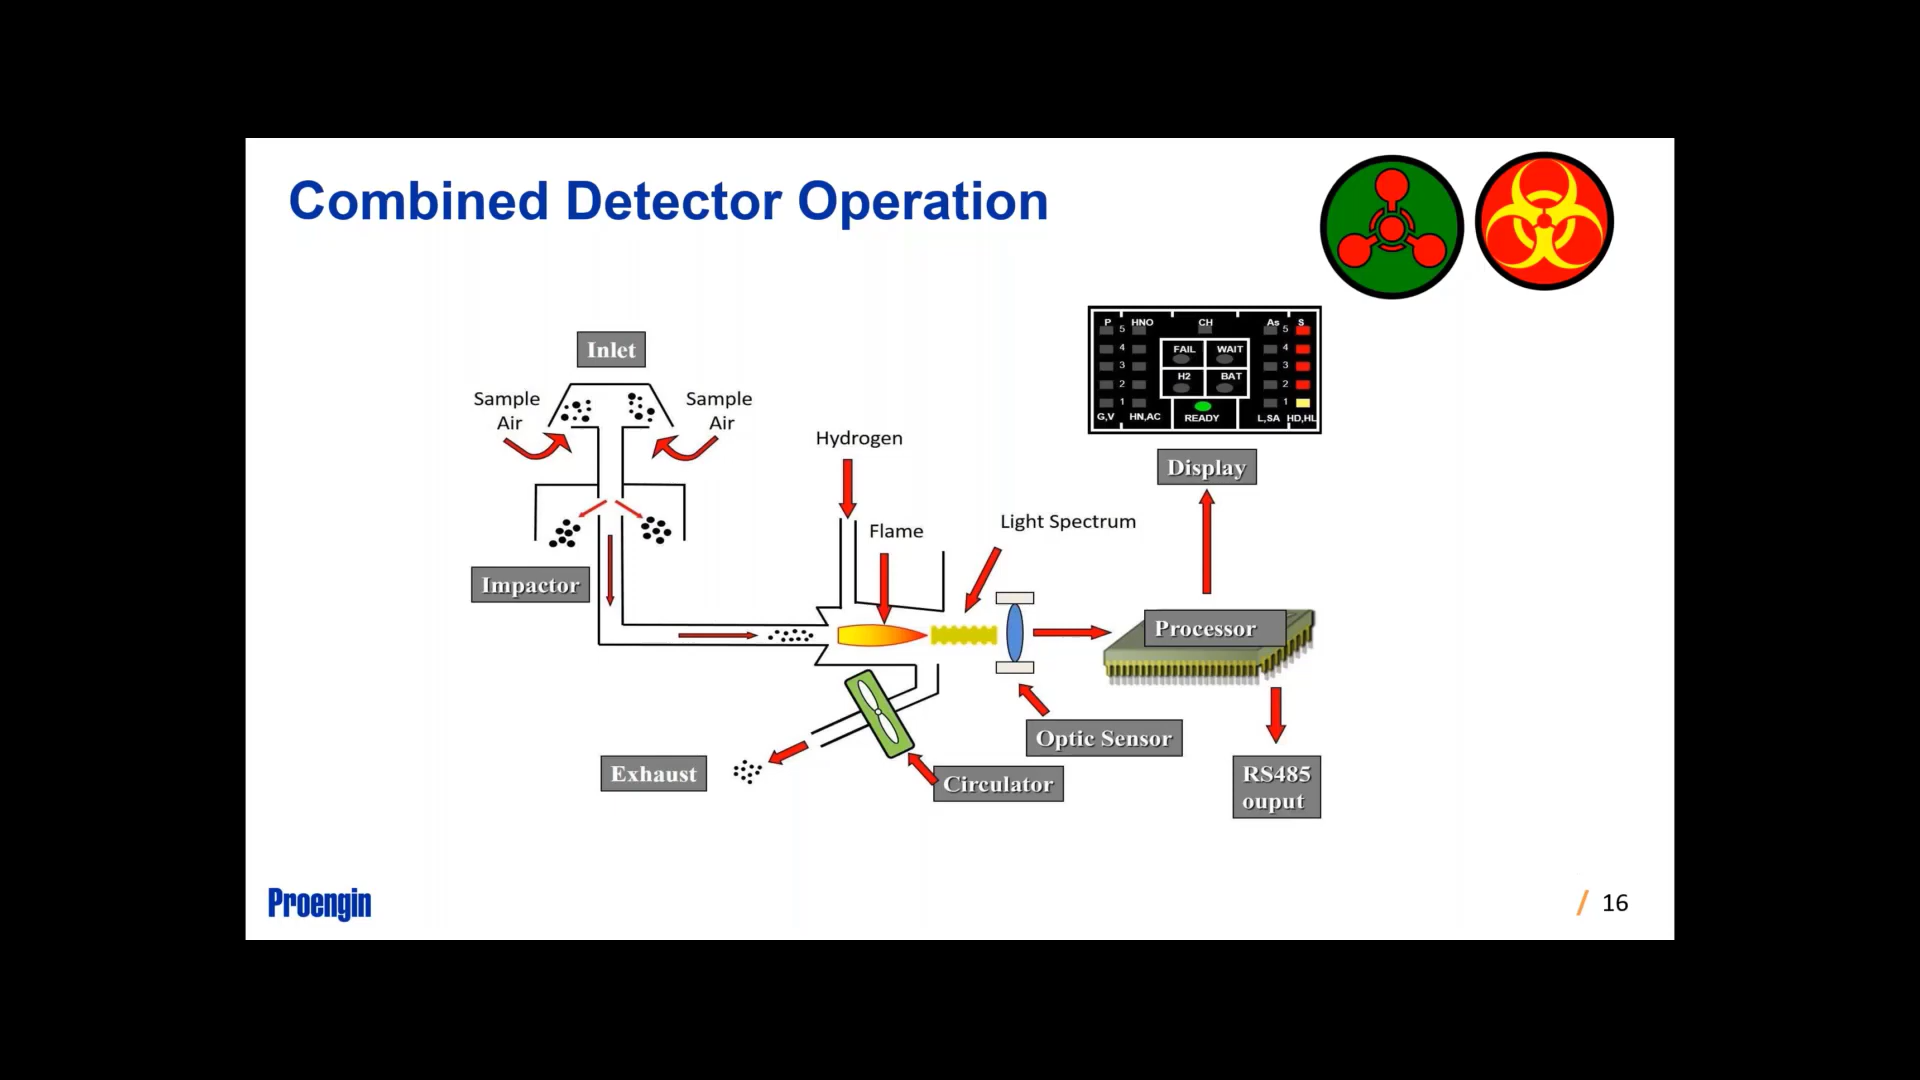 Combined Detector Operation
Inlet
Sample
Air
Sample
Air
Impactor
Hydrogen
Flame
Light Spectrum
P HNO CH As S
5 5
4 FAIL WAIT 4
3 3
2 H2 BAT 2
1 1
G,V HN,AC READY L,SA HD,HL
Display
Processor
Optic Sensor
Circulator
Exhaust
RS485
ouput
Proengin
/ 16